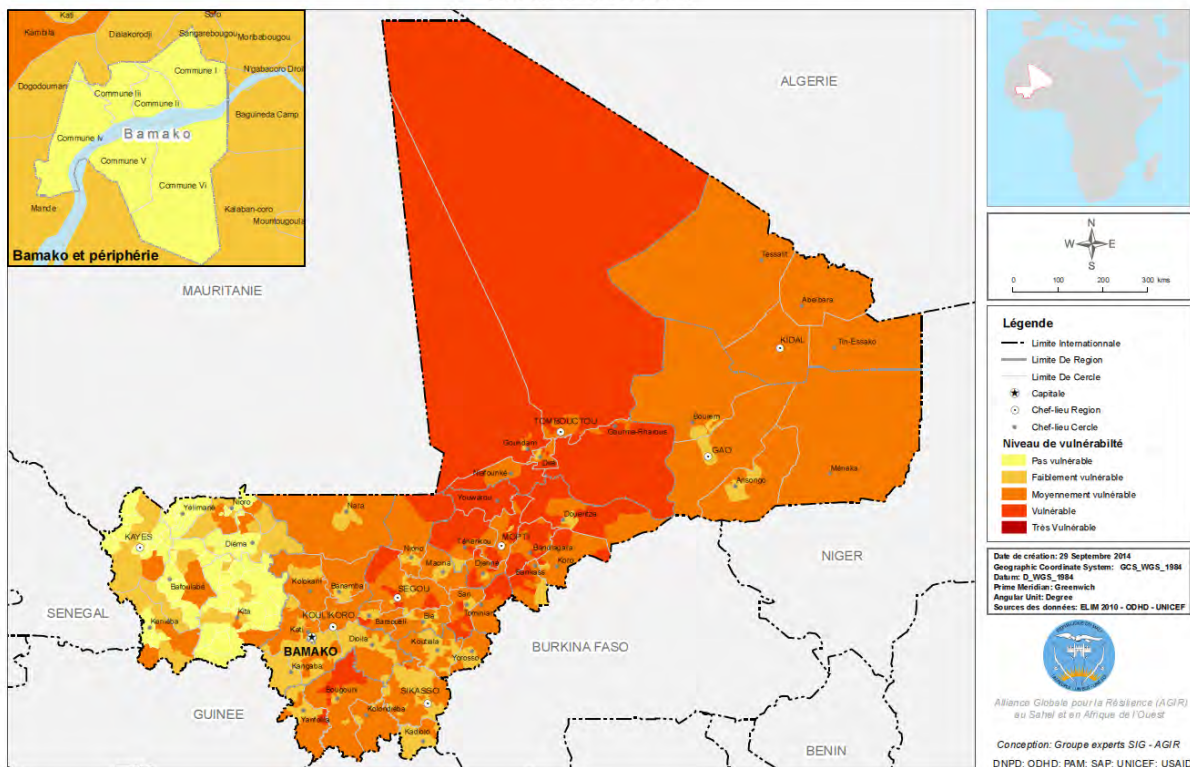 Kati
Safo
Kambila
Dialakorodji
Sangarebougou
Moribabougou
Commune I
N'gabacoro Droit
Dogodouman
Commune Iii
Commune Ii
Baguineda Camp
Bamako
Commune Iv
Commune V
Commune Vi
Mande
Kalaban-coro
Mountougoula
Bamako et périphérie
ALGERIE
MAURITANIE
Tessalit
Abeibara
KIDAL
Tin-Essako
TOMBOUCTOU
Gourma-Rharous
Bourem
Goundam
Diré
GAO
Niafounké
Ménaka
Ansongo
Youwarou
Nioro
Yélimané
Nara
Douentza
KAYES
Diéma
MOPTI
Niono
Ténenkou
Bandiagara
Koro
Macina
Djenné
Bankass
Bafoulabé
Kolokani
Banamba
SEGOU
NIGER
San
Kita
KOULIKORO
Tominian
SENEGAL
Kéniéba
Baraouéli
Bla
Kati
Dioila
Koutiala
BAMAKO
BURKINA FASO
Yorosso
Kangaba
Bougouni
SIKASSO
GUINEE
Yanfolila
Kolondiéba
Kadiolo
BENIN
N
W E
S
0 100 200 300 kms
Légende
Limite Internationale
Limite De Region
Limite De Cercle
Capitale
Chef-lieu Region
Chef-lieu Cercle
Niveau de vulnérabilté
Pas vulnérable
Faiblement vulnérable
Moyennement vulnérable
Vulnérable
Très Vulnérable
Date de création: 29 Septembre 2014
Geographic Coordinate System: GCS_WGS_1984
Datum: D_WGS_1984
Prime Meridian: Greenwich
Angular Unit: Degree
Sources des données: ELIM 2010 - ODHD - UNICEF
Alliance Globale pour la Résilience (AGIR)
au Sahel et en Afrique de l'Ouest
Conception: Groupe experts SIG - AGIR
DNPD; ODHD; PAM; SAP; UNICEF; USAID